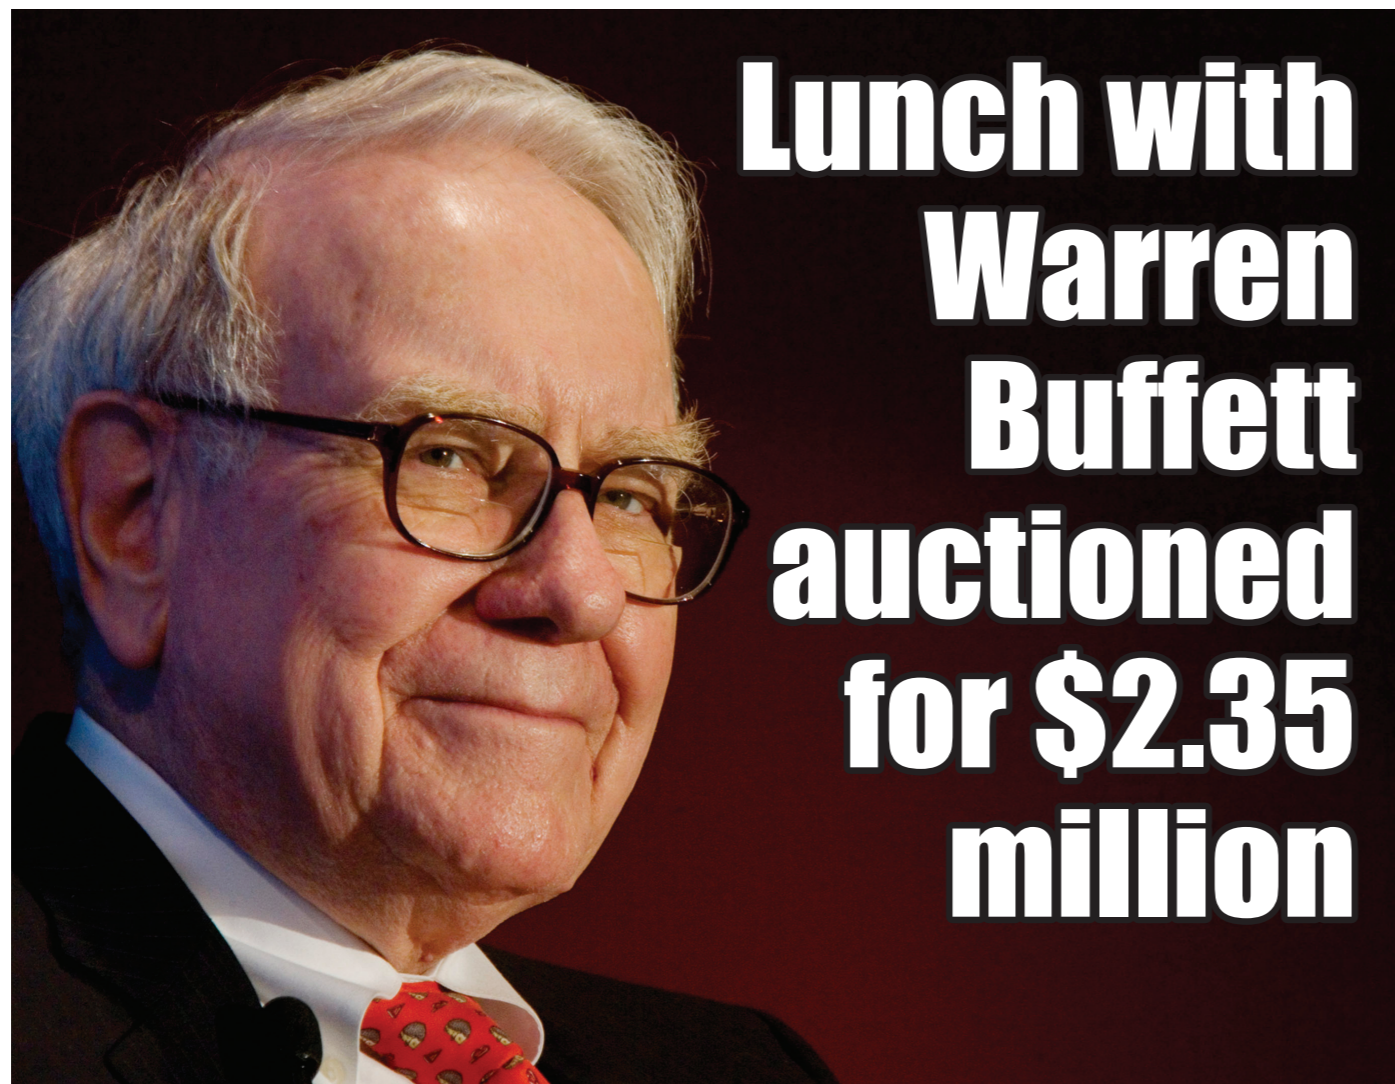 Lunch with
Warren
Buffett
auctioned
for $2.35
million